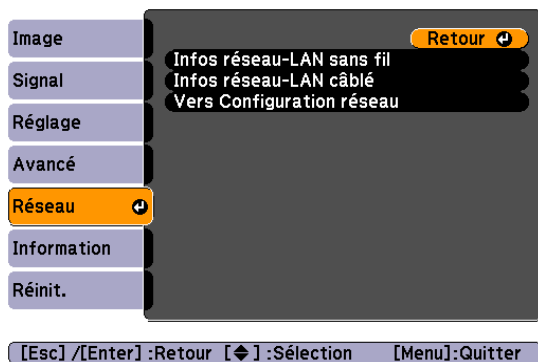 Image
Signal
Réglage
Avancé
Réseau
Information
Réinit.
Retour
Infos réseau-LAN sans fil
Infos réseau-LAN câblé
Vers Configuration réseau
[Esc] /[Enter] :Retour [◆] :Sélection [Menu]:Quitter